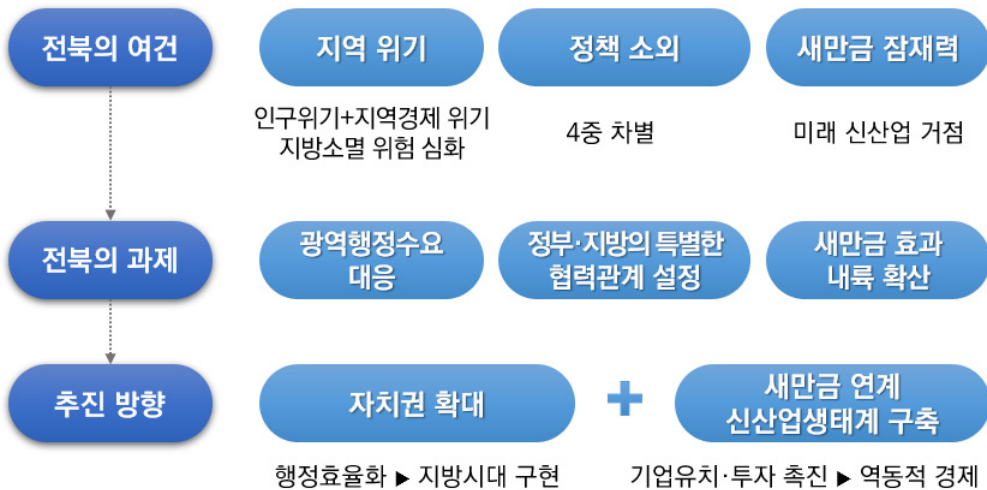 전북의 여건
지역 위기
정책 소외
새만금 잠재력
인구위기+지역경제 위기
지방소멸 위험 심화
4중 차별
미래 신산업 거점
전북의 과제
광역행정수요
대응
정부·지방의 특별한
협력관계 설정
새만금 효과
내륙 확산
추진 방향
자치권 확대
+
새만금 연계
신산업생태계 구축
행정효율화 ▶ 지방시대 구현
기업유치·투자 촉진 ▶ 역동적 경제